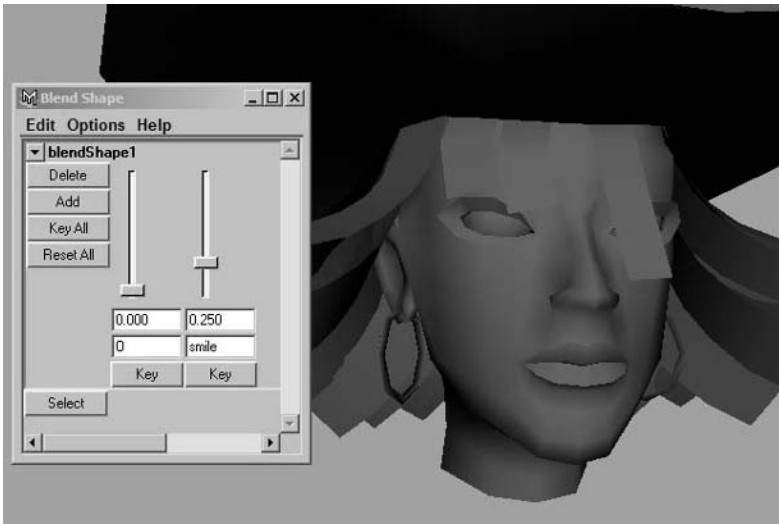 Blend Shape
Edit Options Help
blendShape1
Delete
Add
Key All
Reset All
0.000 0.250
0 smile
Key Key
Select